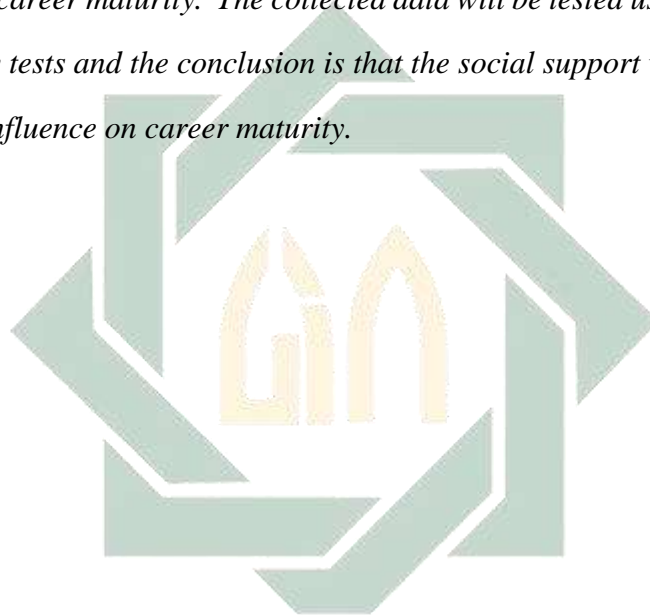 career maturity. The collected data will be tested us
tests and the conclusion is that the social support
nfluence on career maturity.